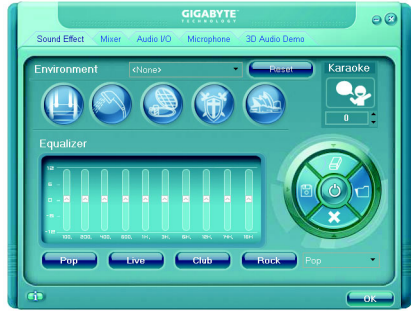 GIGABYTE
TECHNOLOGY
Sound Effect Mixer Audio I/O Microphone 3D Audio Demo
Environment <None> Reset Karaoke
0
Equalizer
Pop Live Club Rock Pop
OK